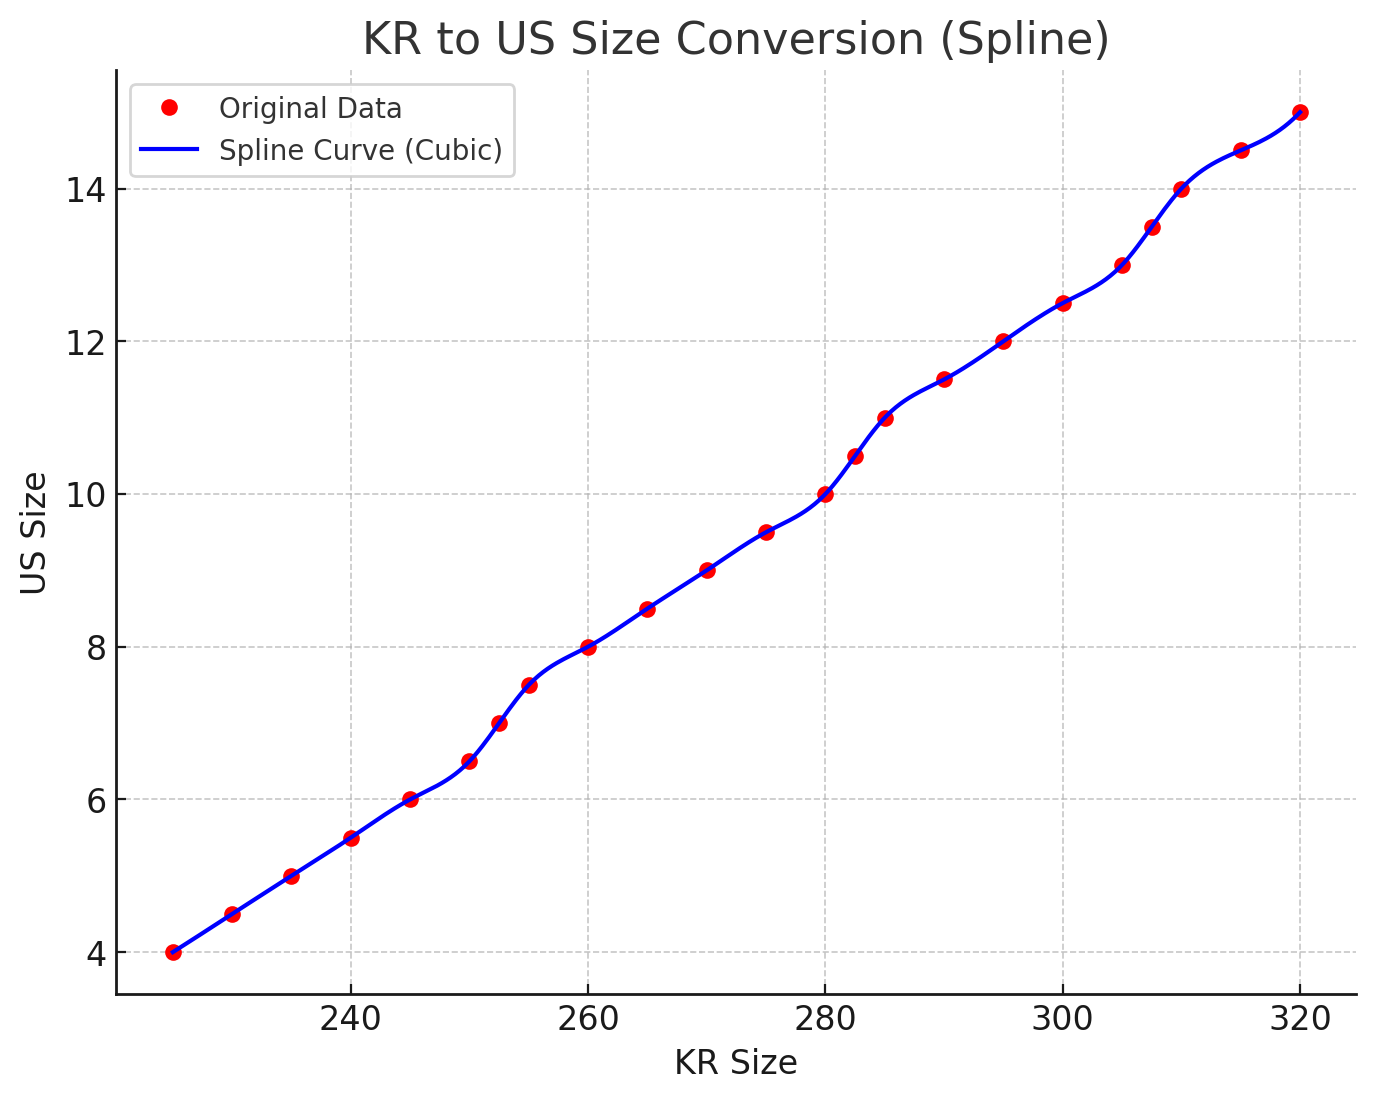 KR to US Size Conversion (Spline)
Original Data
Spline Curve (Cubic)
US Size
14
12
10
8
6
4
240 260 280 300 320
KR Size